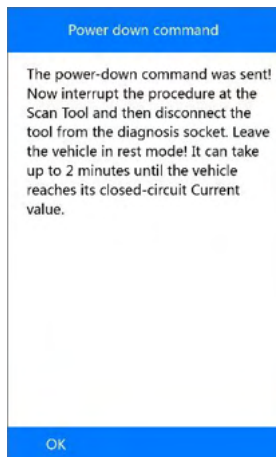 Power down command
The power-down command was sent!
Now interrupt the procedure at the
Scan Tool and then disconnect the
tool from the diagnosis socket. Leave
the vehicle in rest mode! It can take
up to 2 minutes until the vehicle
reaches its closed-circuit Current
value.
OK